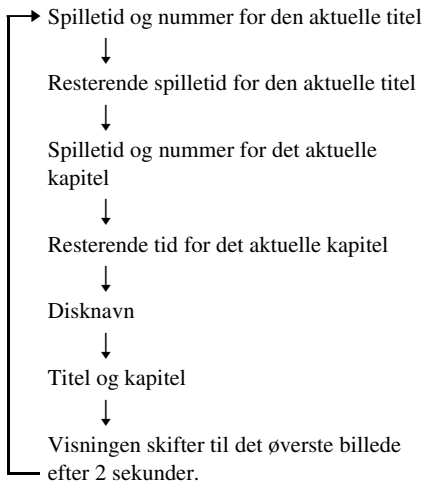 Spilletid og nummer for den aktuelle titel
Resterende spilletid for den aktuelle titel
Spilletid og nummer for det aktuelle
kapitel
Resterende tid for det aktuelle kapitel
Disknavn
Titel og kapitel
Visningen skifter til det øverste billede
efter 2 sekunder.